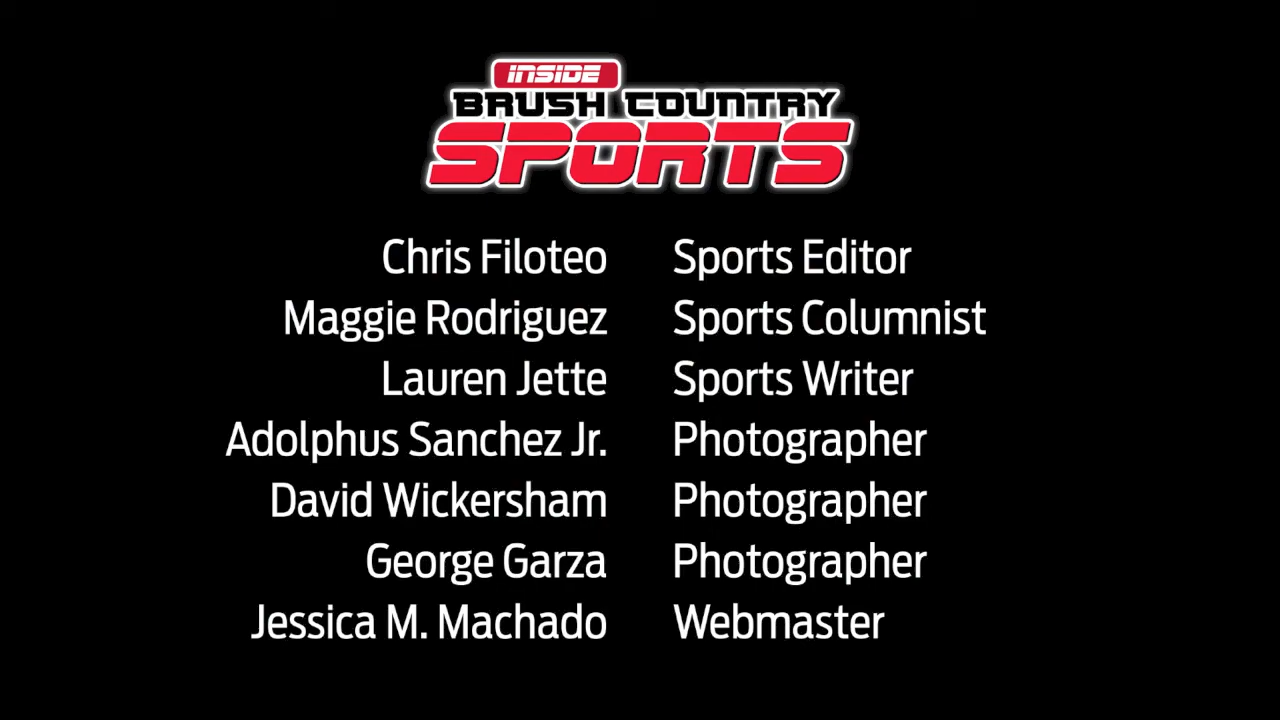 INSIDE
BRUSH COUNTRY
SPORTS
Chris Filoteo Sports Editor
Maggie Rodriguez Sports Columnist
Lauren Jette Sports Writer
Adolphus Sanchez Jr. Photographer
David Wickersham Photographer
George Garza Photographer
Jessica M. Machado Webmaster